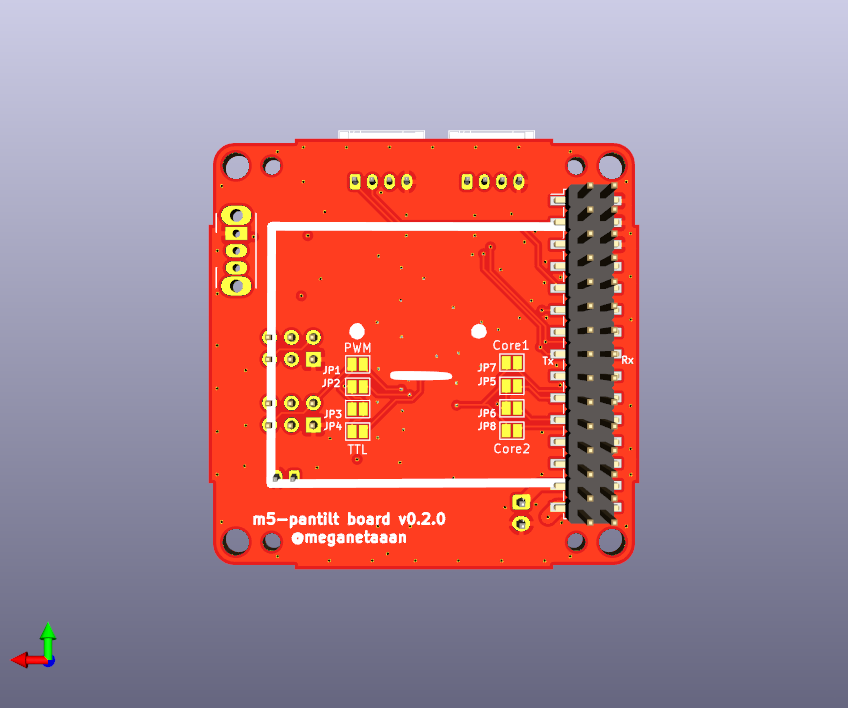 PWM
Core1
JP1
JP7
Tx
Rx
JP2
JP5
JP3
JP6
JP4
JP8
TTL
Core2
m5-pantilt board v0.2.0
@meganetaaan